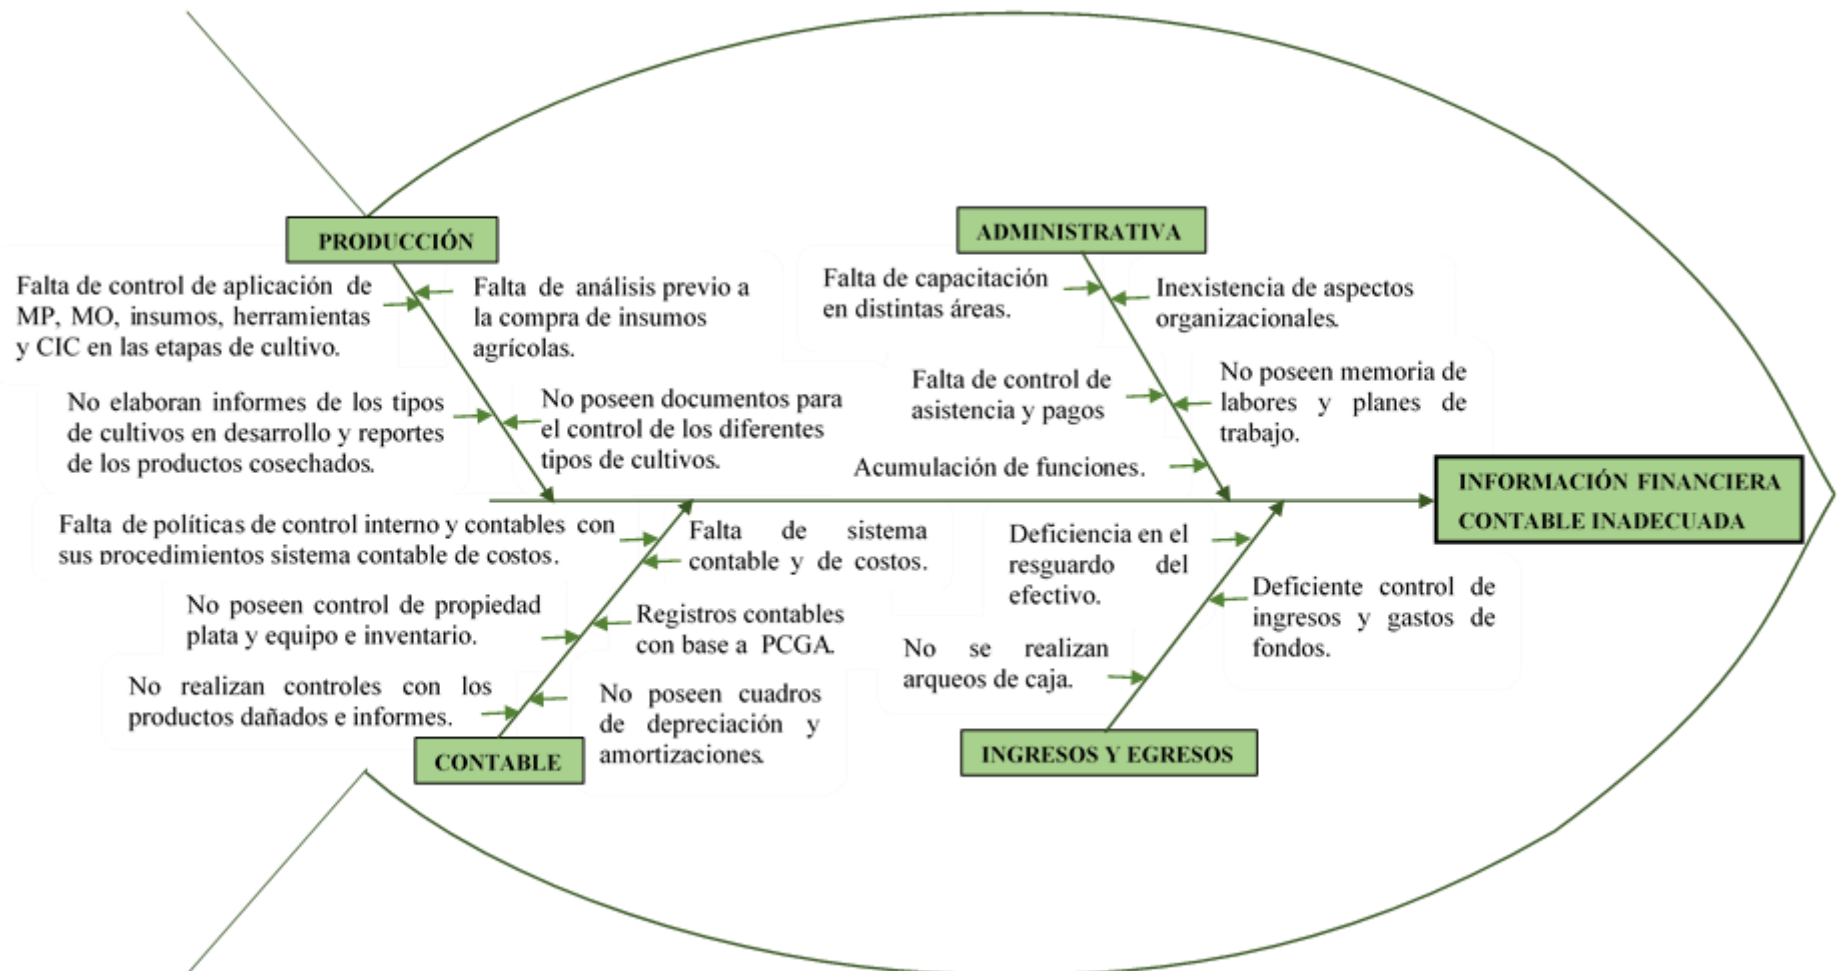 PRODUCCIÓN
Falta de control de aplicación de
MP, MO, insumos, herramientas
y CIC en las etapas de cultivo.
Falta de análisis previo a
la compra de insumos
agrícolas.
No elaboran informes de los tipos
de cultivos en desarrollo y reportes
de los productos cosechados.
No poseen documentos para
el control de los diferentes
tipos de cultivos.
ADMINISTRATIVA
Falta de capacitación
en distintas áreas.
Inexistencia de aspectos
organizacionales.
Falta de control de
asistencia y pagos
No poseen memoria de
labores y planes de
trabajo.
Acumulación de funciones.
INFORMACIÓN FINANCIERA
CONTABLE INADECUADA
Falta de políticas de control interno y contables con
sus procedimientos sistema contable de costos.
Falta de sistema
contable y de costos.
No poseen control de propiedad
plata y equipo e inventario.
Registros contables
con base a PCGA.
No realizan controles con los
productos dañados e informes.
No poseen cuadros
de depreciación y
amortizaciones.
CONTABLE
Deficiencia en el
resguardo del
efectivo.
Deficiente control de
ingresos y gastos de
fondos.
No se realizan
arqueos de caja.
INGRESOS Y EGRESOS